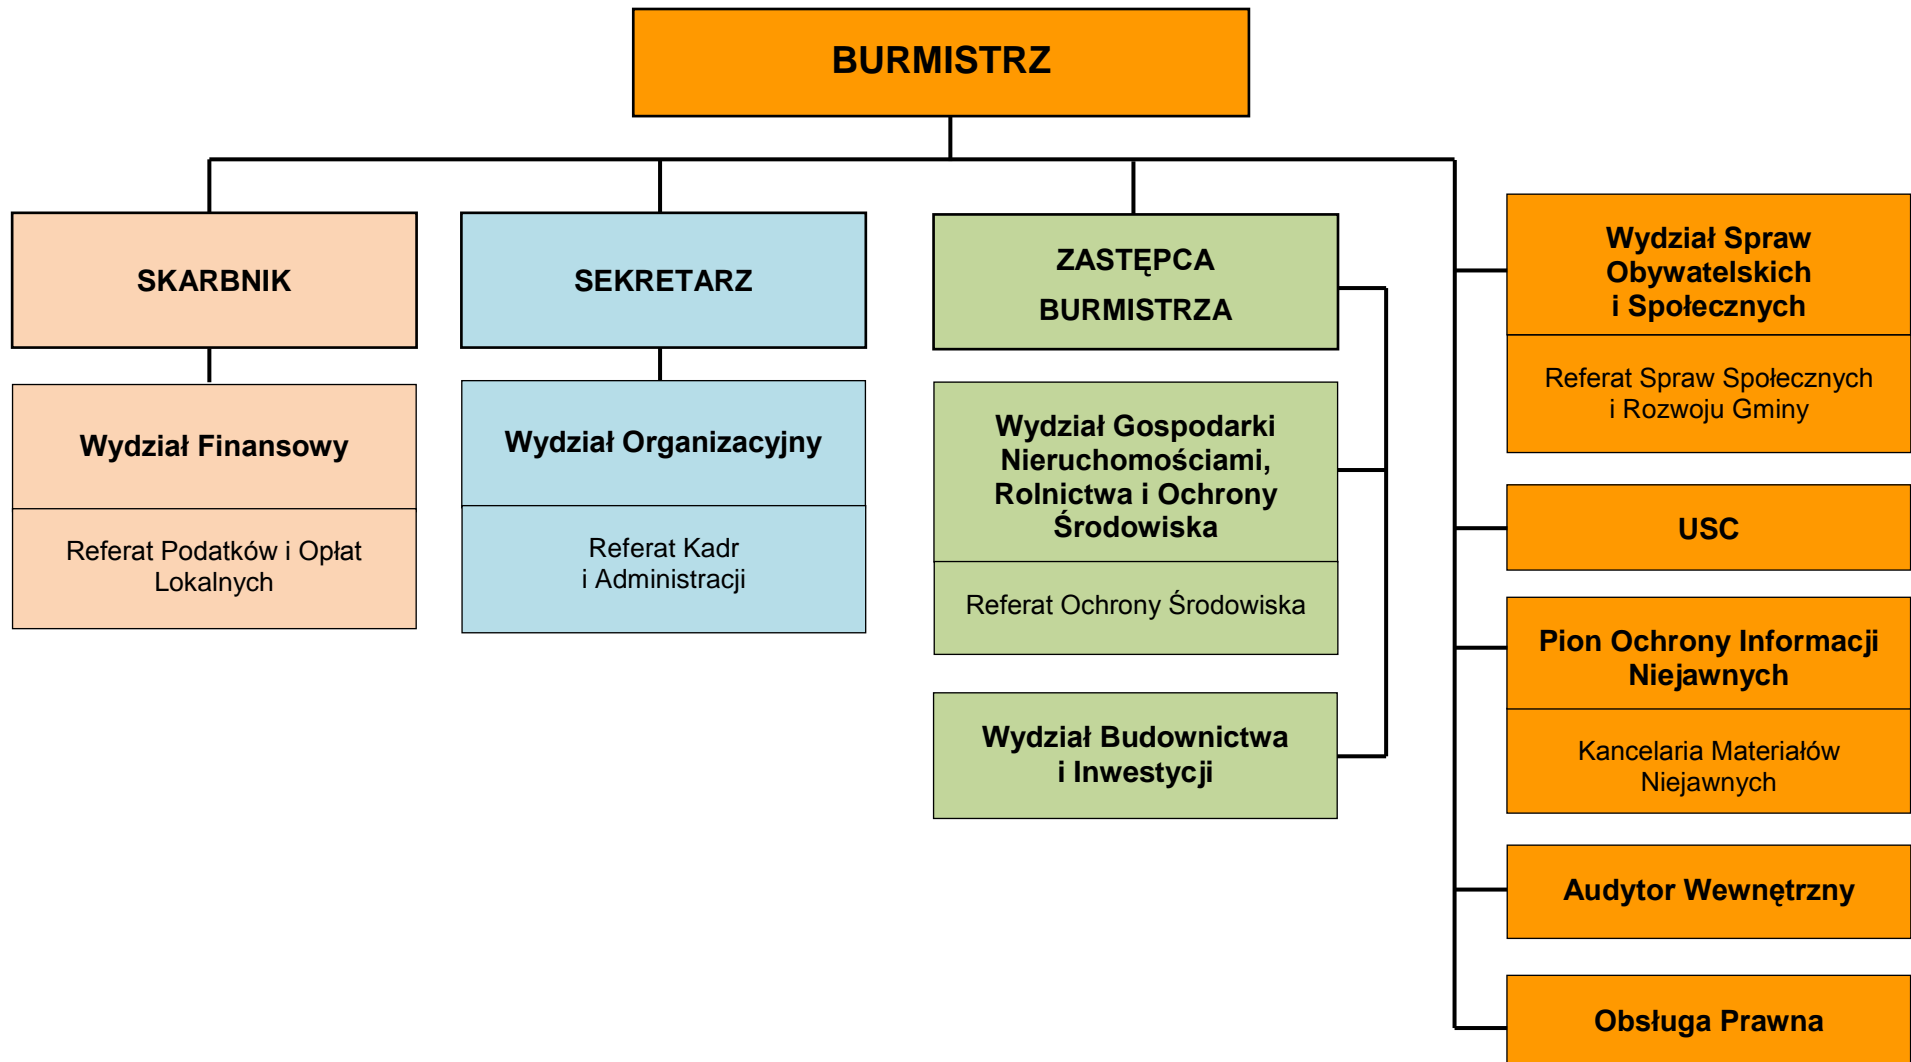 BURMISTRZ
SKARBNIK
Wydział Finansowy
Referat Podatków i Opłat
Lokalnych
SEKRETARZ
Wydział Organizacyjny
Referat Kadr
i Administracji
ZASTĘPCA
BURMISTRZA
Wydział Gospodarki
Nieruchomościami,
Rolnictwa i Ochrony
Środowiska
Referat Ochrony Środowiska
Wydział Budownictwa
i Inwestycji
Wydział Spraw
Obywatelskich
i Społecznych
Referat Spraw Społecznych
i Rozwoju Gminy
USC
Pion Ochrony Informacji
Niejawnych
Kancelaria Materiałów
Niejawnych
Audytor Wewnętrzny
Obsługa Prawna